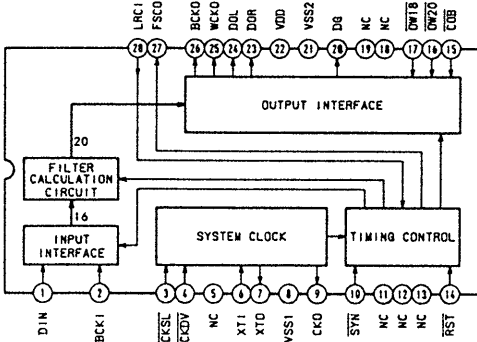 LRCI
FSCO
BCKO
WCKO
DOL
DOR
VDD
VSS2
DG
NC
NC
OW18
OW20
COB
28 27 26 25 24 23 22 21 20 19 18 17 16 15
OUTPUT INTERFACE
20
FILTER
CALCULATION
CIRCUIT
16
INPUT
INTERFACE
SYSTEM CLOCK
TIMING CONTROL
1 2 3 4 5 6 7 8 9 10 11 12 13 14
DIN
BCKI
CKSL
CKDV
NC
XTI
XTO
VSS1
CKO
SYN
NC
NC
NC
RST